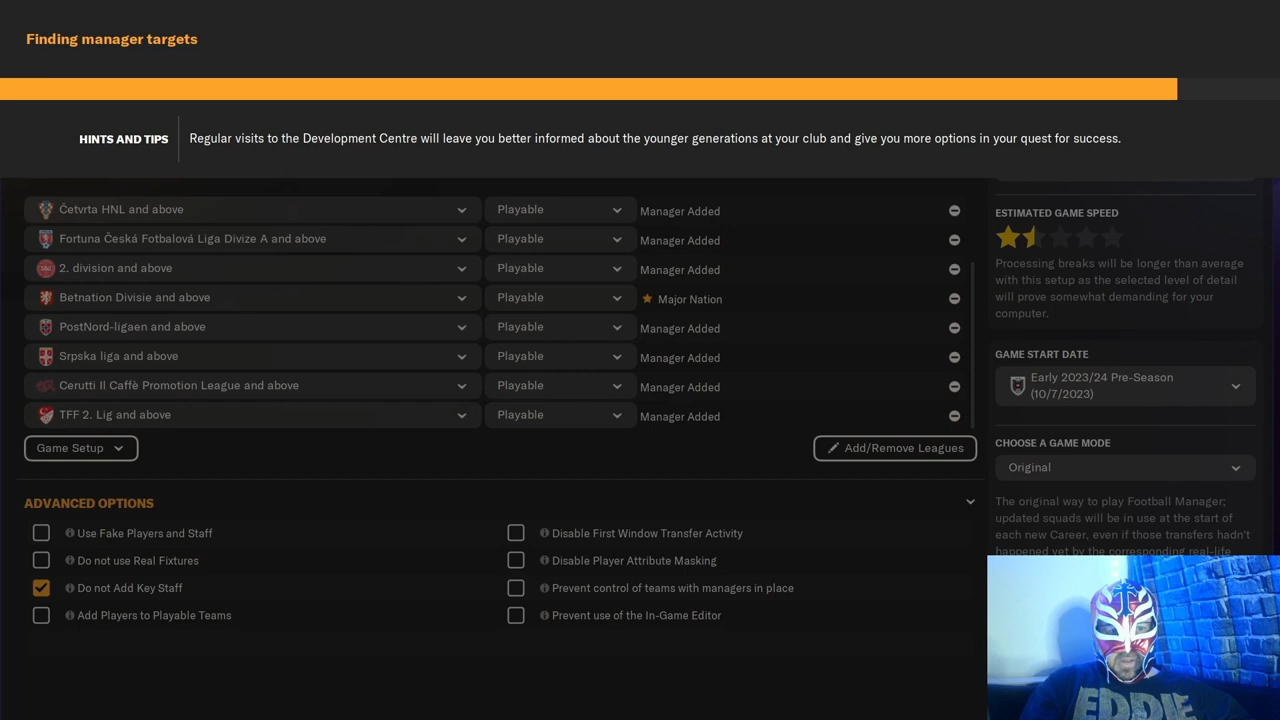 Finding manager targets
HINTS AND TIPS
Regular visits to the Development Centre will leave you better informed about the younger generations at your club and give you more options in your quest for success.
Četvrta HNL and above Playable Manager Added
Fortuna Česká Fotbalová Liga Divize A and above Playable Manager Added
2. division and above Playable Manager Added
Betnation Divisie and above Playable Major Nation
PostNord-ligaen and above Playable Manager Added
Srpska liga and above Playable Manager Added
Cerutti Il Caffè Promotion League and above Playable Manager Added
TFF 2. Lig and above Playable Manager Added
Game Setup
Add/Remove Leagues
ADVANCED OPTIONS
Use Fake Players and Staff
Do not use Real Fixtures
Do not Add Key Staff
Add Players to Playable Teams
Disable First Window Transfer Activity
Disable Player Attribute Masking
Prevent control of teams with managers in place
Prevent use of the In-Game Editor
ESTIMATED GAME SPEED
Processing breaks will be longer than average
with this setup as the selected level of detail
will prove somewhat demanding for your
computer.
GAME START DATE
Early 2023/24 Pre-Season
(10/7/2023)
CHOOSE A GAME MODE
Original
The original way to play Football Manager;
updated squads will be in use at the start of
each new Career, even if those transfers hadn't
happened yet by the corresponding real-life
EDDIE